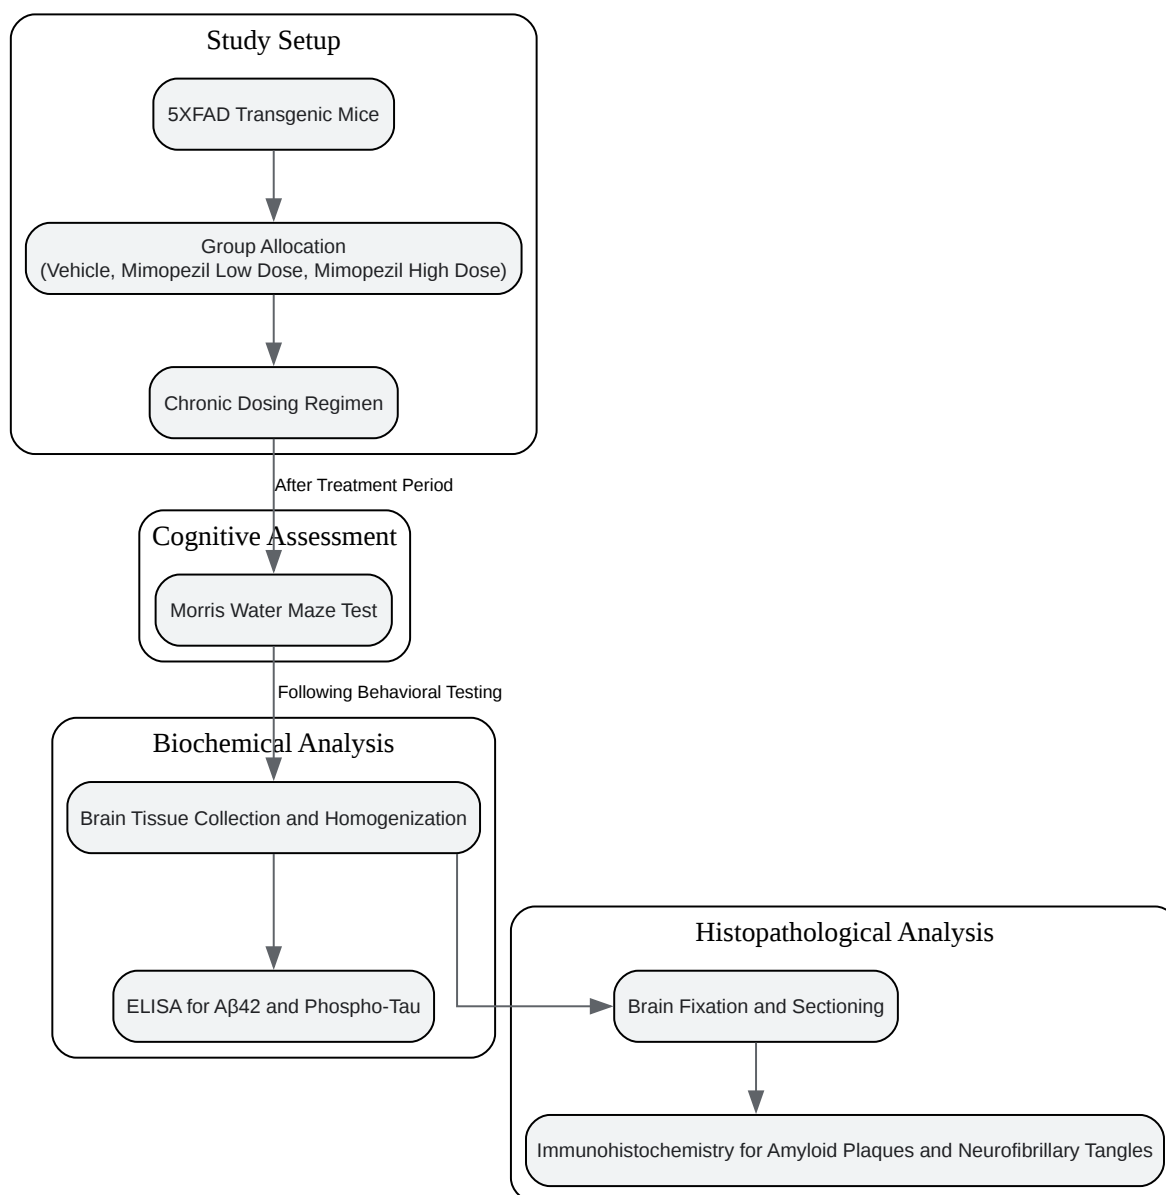 Study Setup
5XFAD Transgenic Mice
Group Allocation
(Vehicle, Mimopezil Low Dose, Mimopezil High Dose)
Chronic Dosing Regimen
After Treatment Period
Cognitive Assessment
Morris Water Maze Test
Following Behavioral Testing
Biochemical Analysis
Brain Tissue Collection and Homogenization
ELISA for Aβ42 and Phospho-Tau
Histopathological Analysis
Brain Fixation and Sectioning
Immunohistochemistry for Amyloid Plaques and Neurofibrillary Tangles